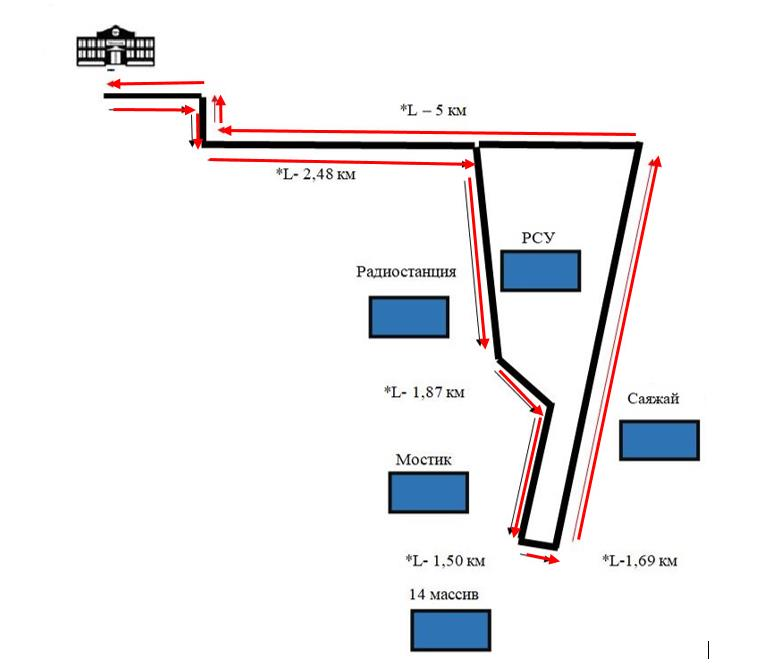 *L – 5 км
*L- 2,48 км
РСУ
Радиостанция
*L- 1,87 км
Саяжай
Мостик
*L- 1,50 км
*L-1,69 км
14 массив